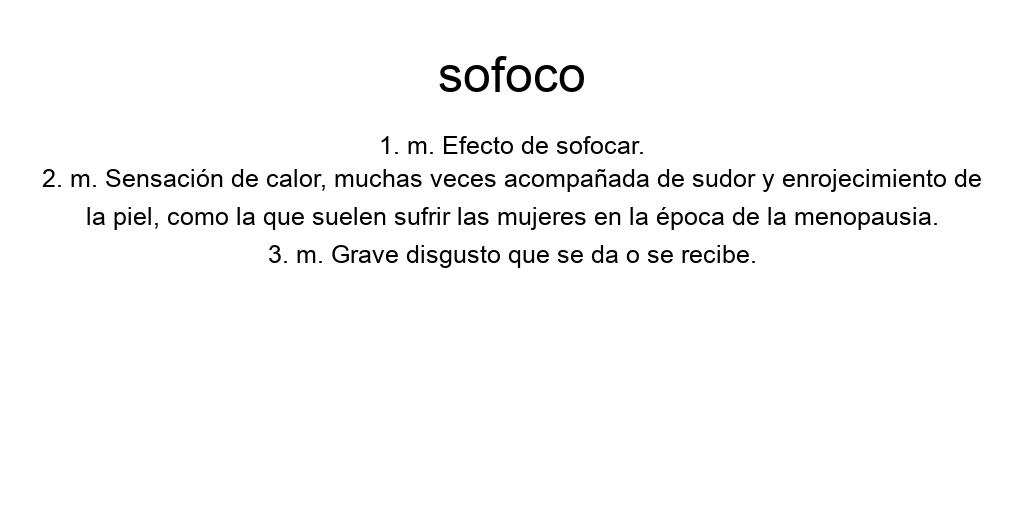 sofoco
1. m. Efecto de sofocar.
2. m. Sensación de calor, muchas veces acompañada de sudor y enrojecimiento de
la piel, como la que suelen sufrir las mujeres en la época de la menopausia.
3. m. Grave disgusto que se da o se recibe.